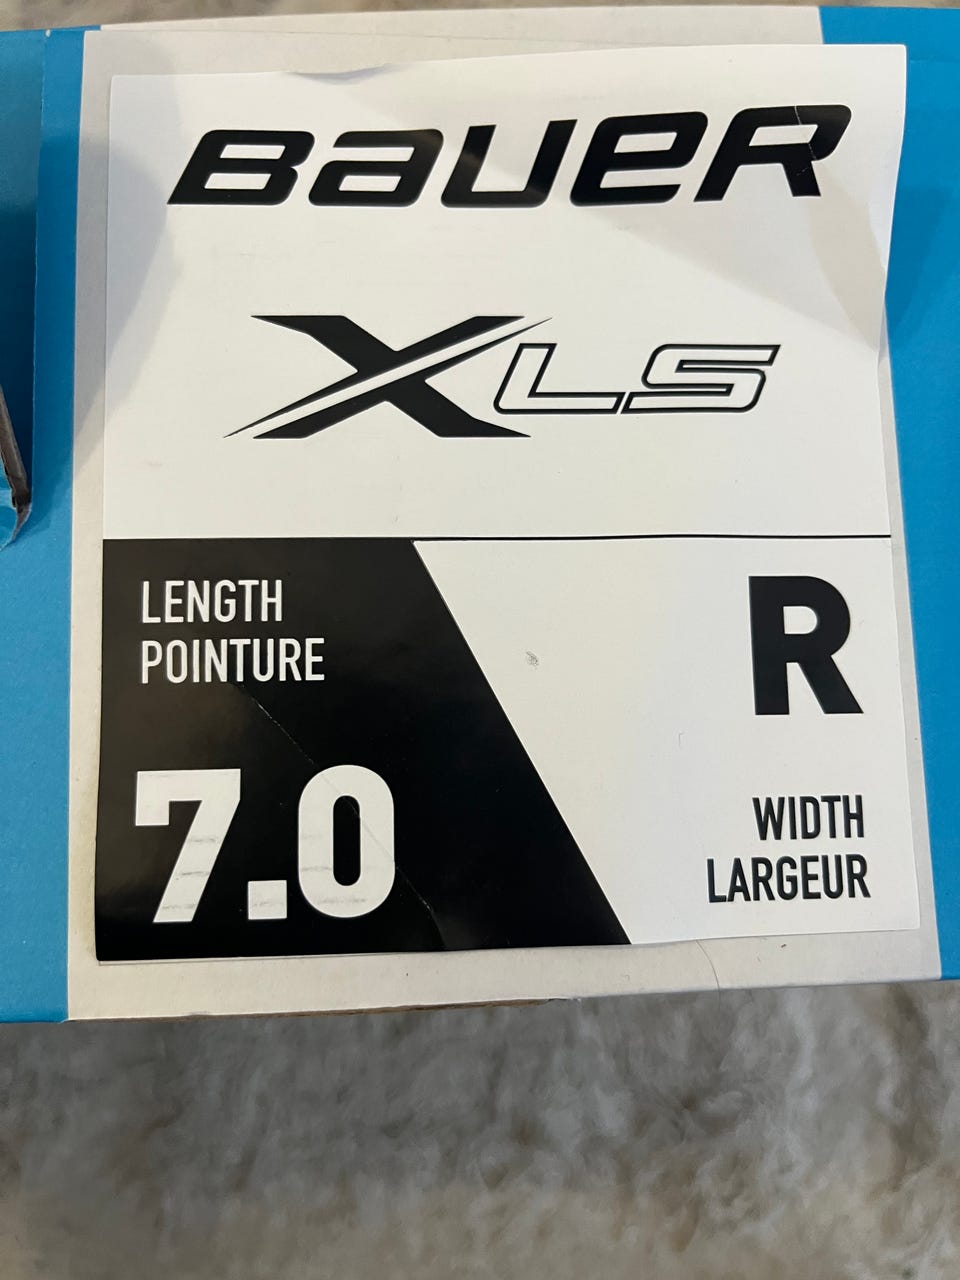 BAUER
XLS
LENGTH
POINTURE
7.0
R
WIDTH
LARGEUR